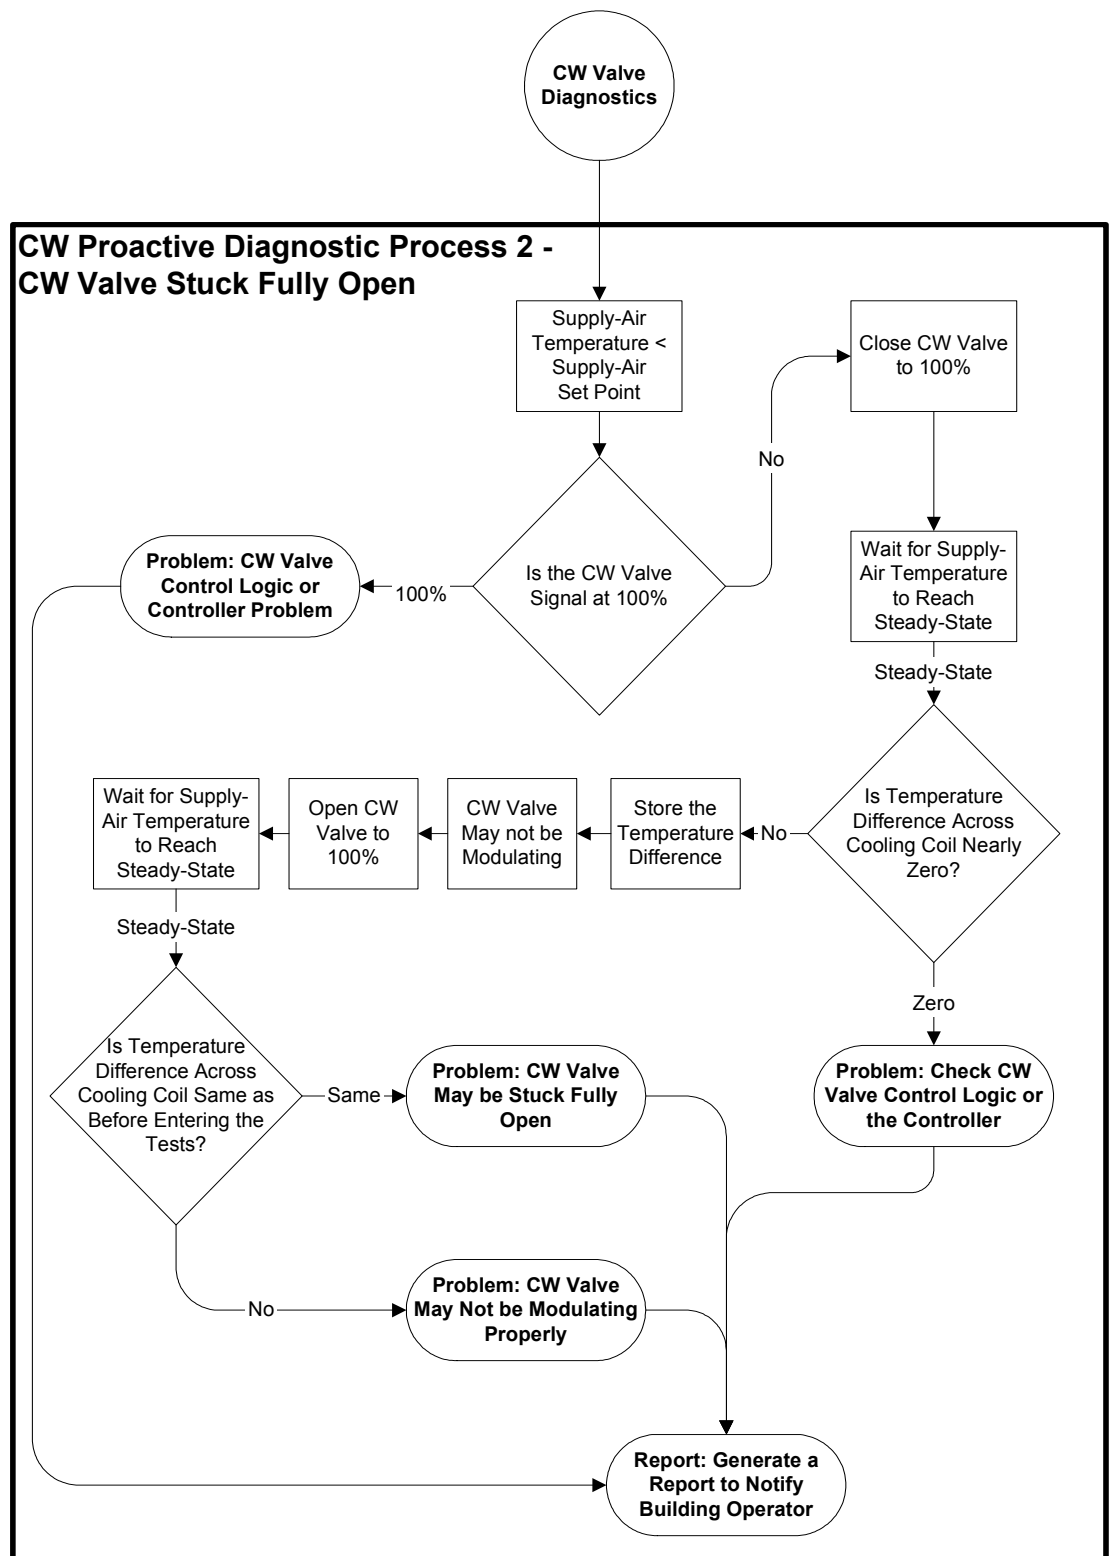 CW Valve
Diagnostics
CW Proactive Diagnostic Process 2 -
CW Valve Stuck Fully Open
Supply-Air
Temperature <
Supply-Air
Set Point
Close CW Valve
to 100%
No
Is the CW Valve
Signal at 100%
100%
Problem: CW Valve
Control Logic or
Controller Problem
Wait for Supply-
Air Temperature
to Reach
Steady-State
Steady-State
Is Temperature
Difference Across
Cooling Coil Nearly
Zero?
No
Store the
Temperature
Difference
CW Valve
May not be
Modulating
Open CW
Valve to
100%
Wait for Supply-
Air Temperature
to Reach
Steady-State
Steady-State
Zero
Is Temperature
Difference Across
Cooling Coil Same as
Before Entering the
Tests?
Same
Problem: CW Valve
May be Stuck Fully
Open
Problem: Check CW
Valve Control Logic or
the Controller
No
Problem: CW Valve
May Not be Modulating
Properly
Report: Generate a
Report to Notify
Building Operator